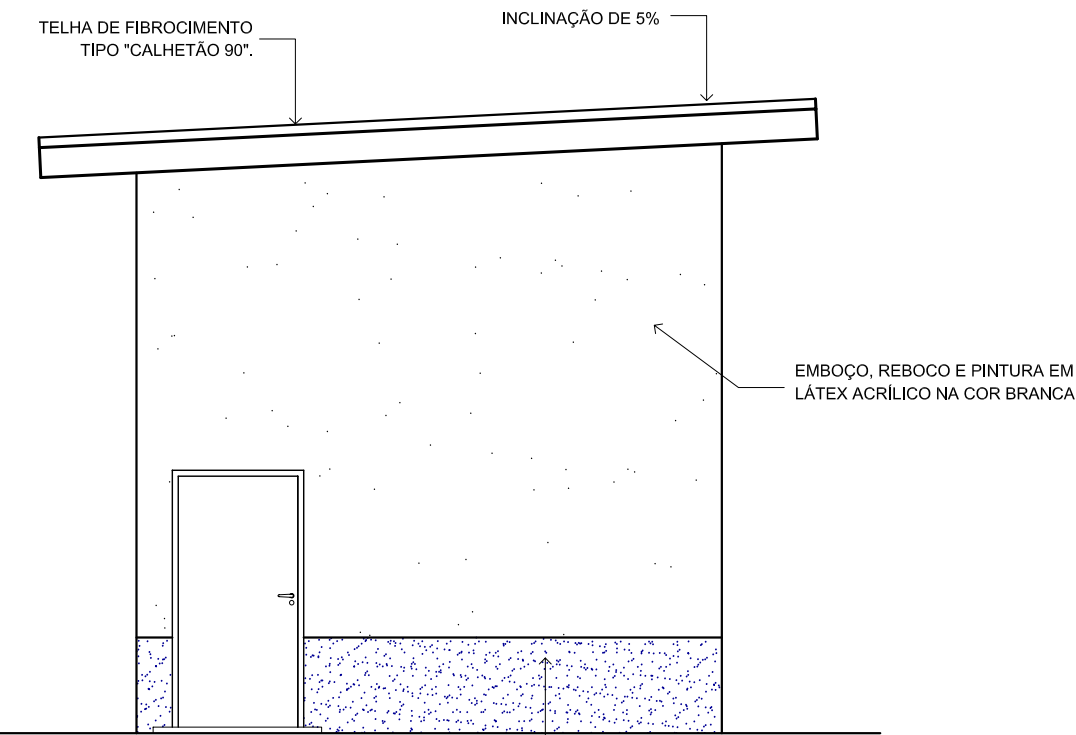 TELHA DE FIBROCIMENTO
TIPO "CALHETÃO 90".
INCLINAÇÃO DE 5%
EMBOÇO, REBOCO E PINTURA EM
LÁTEX ACRÍLICO NA COR BRANCA